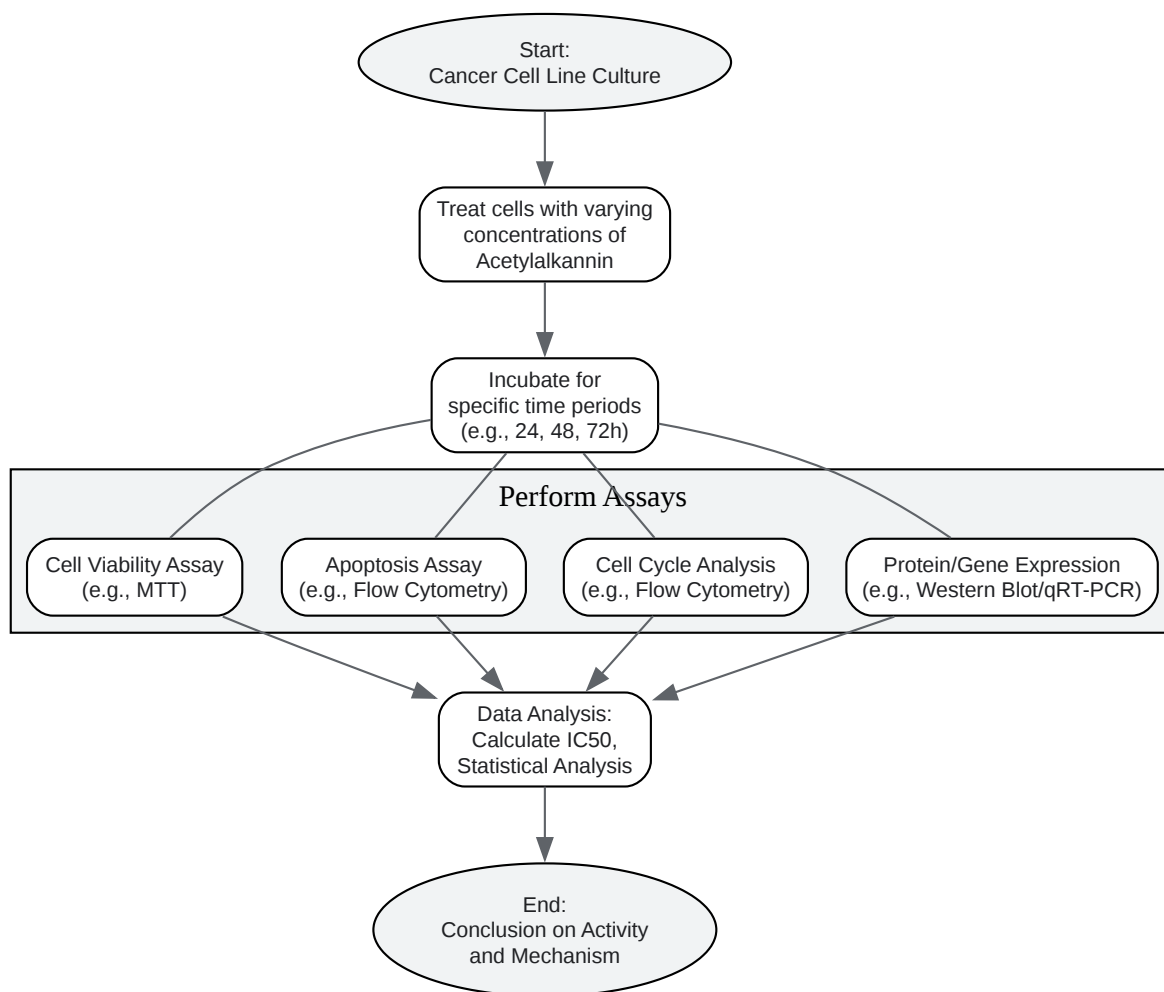 Start:
Cancer Cell Line Culture
Treat cells with varying
concentrations of
Acetylalkannin
Incubate for
specific time periods
(e.g., 24, 48, 72h)
Perform Assays
Cell Viability Assay
(e.g., MTT)
Apoptosis Assay
(e.g., Flow Cytometry)
Cell Cycle Analysis
(e.g., Flow Cytometry)
Protein/Gene Expression
(e.g., Western Blot/qRT-PCR)
Data Analysis:
Calculate IC50,
Statistical Analysis
End:
Conclusion on Activity
and Mechanism